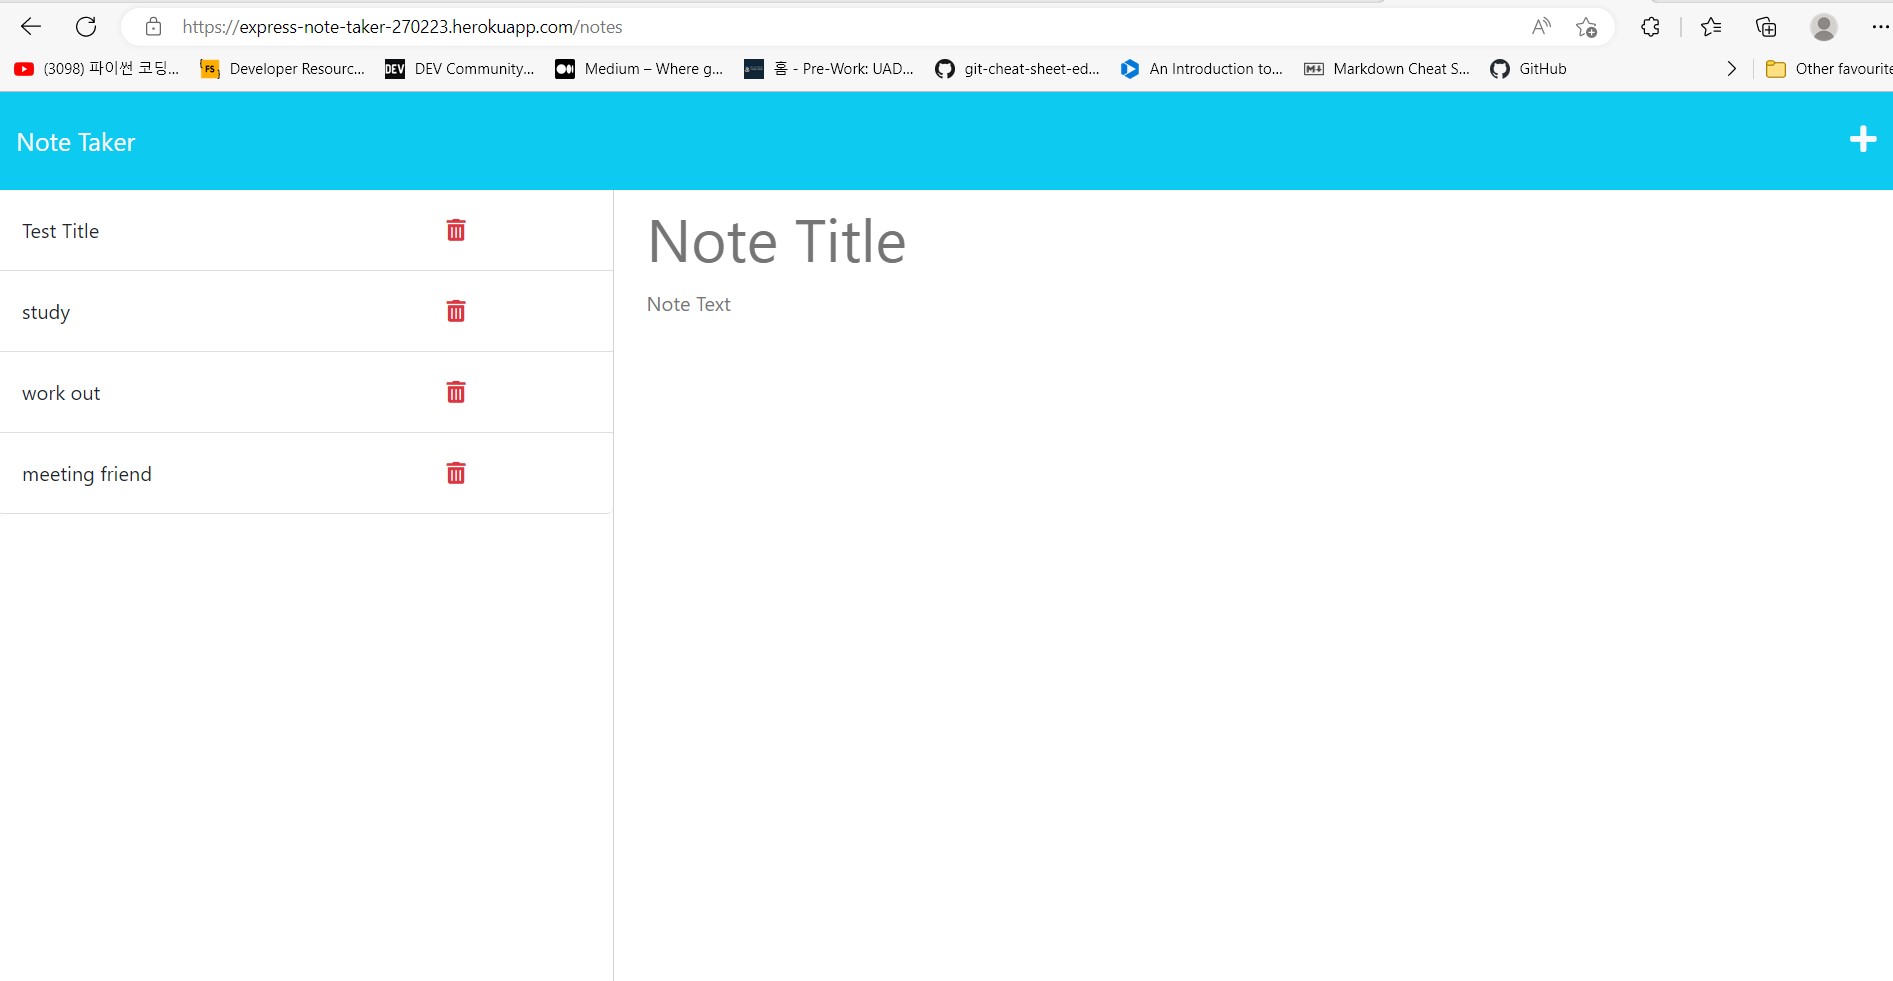 https://express-note-taker-270223.herokuapp.com/notes
(3098) 파이썬 코딩... FS Developer Resourc... DEV DEV Community... Medium – Where g... 홈 - Pre-Work: UAD... git-cheat-sheet-ed... An Introduction to... Markdown Cheat S... GitHub Other favourite
Note Taker
Test Title
Note Title
study
Note Text
work out
meeting friend